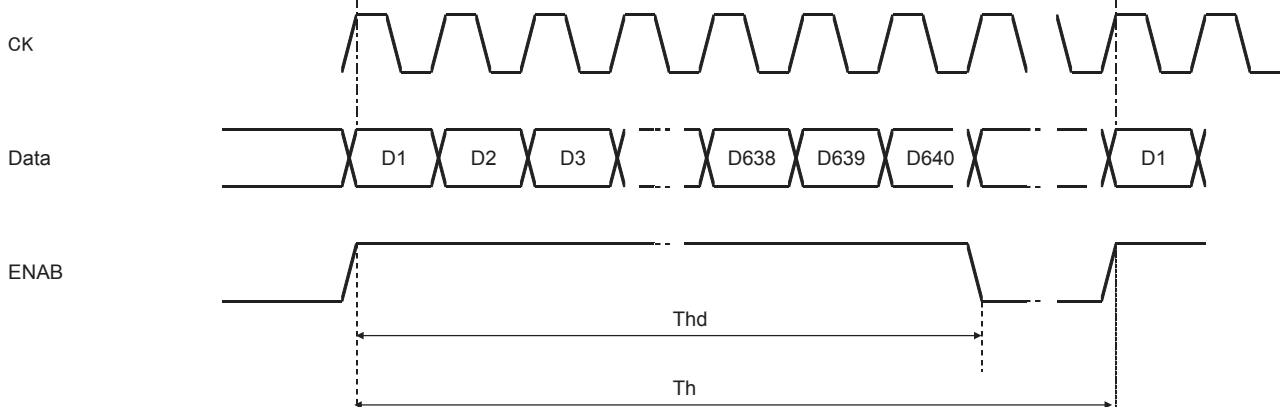 CK
Data
D1 D2 D3 D638 D639 D640 D1
ENAB
Thd
Th